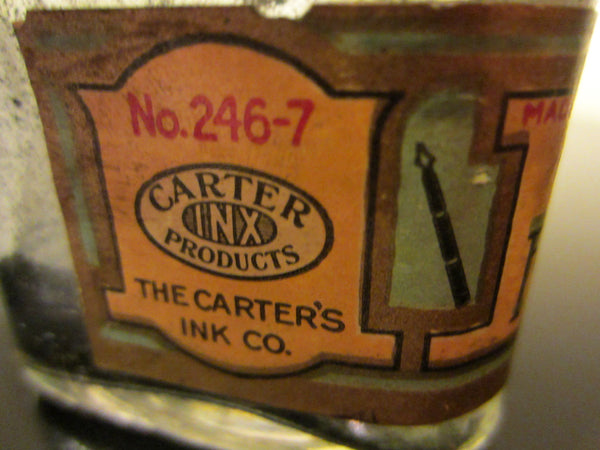 No. 246-7
CARTER
INX
PRODUCTS
THE CARTER'S
INK CO.